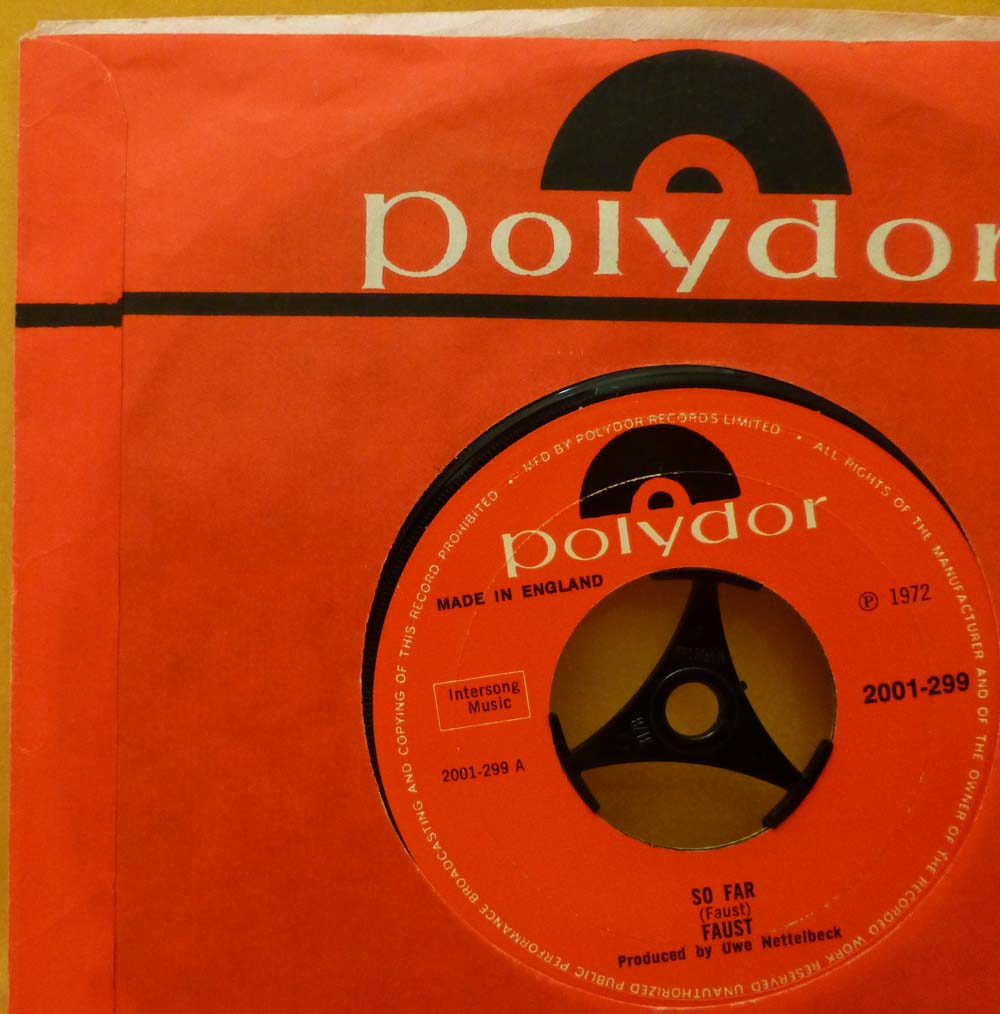 polydor
MFD BY POLYDOR RECORDS LIMITED • ALL RIGHTS OF THE MANUFACTURER AND OF THE OWNER OF THE RECORDED WORK RESERVED UNAUTHORIZED PUBLIC PERFORMANCE BROADCASTING AND COPYING OF THIS RECORD PROHIBITED •
polydor
MADE IN ENGLAND
℗ 1972
Intersong
Music
2001-299
2001-299 A
SO FAR
(Faust)
FAUST
Produced by Uwe Nettelbeck